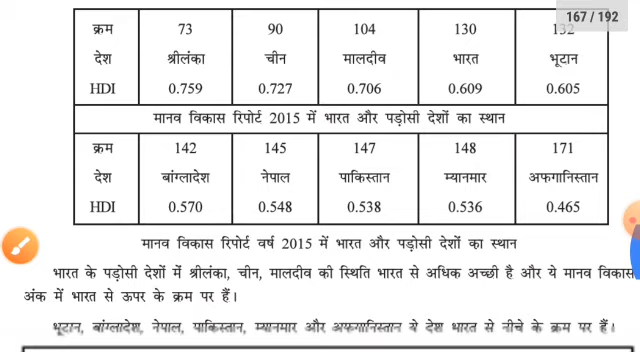 167 / 192
क्रम 73 90 104 130 132
देश श्रीलंका चीन मालदीव भारत भूटान
HDI 0.759 0.727 0.706 0.609 0.605
मानव विकास रिपोर्ट 2015 में भारत और पड़ोसी देशों का स्थान
क्रम 142 145 147 148 171
देश बांग्लादेश नेपाल पाकिस्तान म्यानमार अफगानिस्तान
HDI 0.570 0.548 0.538 0.536 0.465
मानव विकास रिपोर्ट वर्ष 2015 में भारत और पड़ोसी देशों का स्थान
भारत के पड़ोसी देशों में श्रीलंका, चीन, मालदीव की स्थिति भारत से अधिक अच्छी है और ये मानव विकास
अंक में भारत से ऊपर के क्रम पर हैं।
भूटान, बांग्लादेश, नेपाल, पाकिस्तान, म्यानमार और अफगानिस्तान ये देश भारत से नीचे के क्रम पर हैं।